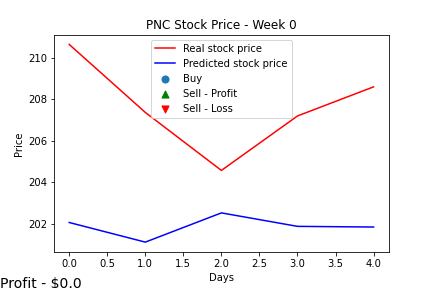 PNC Stock Price - Week 0
Real stock price
Predicted stock price
Buy
Sell - Profit
Sell - Loss
Price
210
208
206
204
202
0.0 0.5 1.0 1.5 2.0 2.5 3.0 3.5 4.0
Days
Profit - $0.0